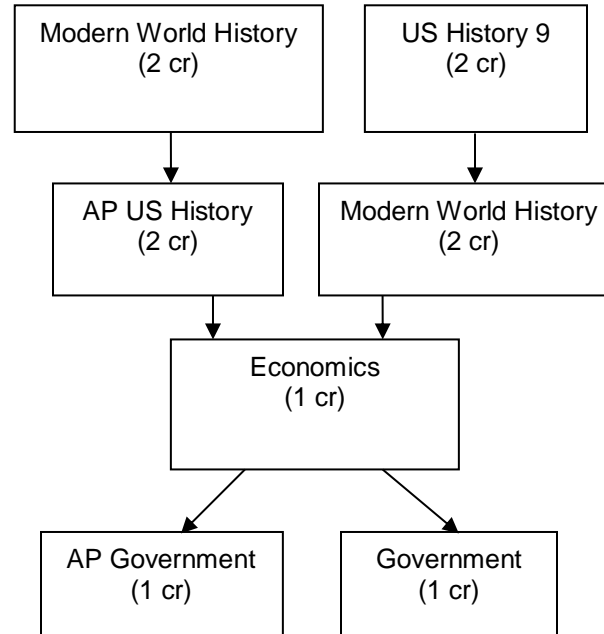 Modern World History
(2 cr)
US History 9
(2 cr)
AP US History
(2 cr)
Modern World History
(2 cr)
Economics
(1 cr)
AP Government
(1 cr)
Government
(1 cr)